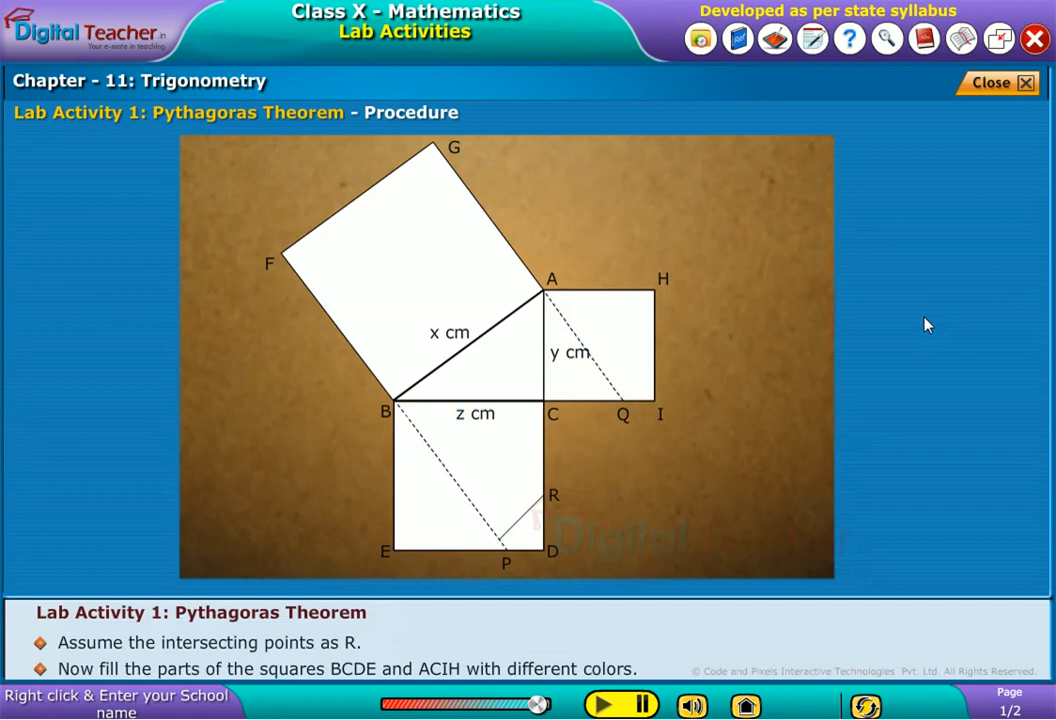 Digital Teacher.in
Your e-mate in teaching
Class X - Mathematics
Lab Activities
Developed as per state syllabus
Chapter - 11: Trigonometry
Close
Lab Activity 1: Pythagoras Theorem - Procedure
G
F
A
H
x cm
y cm
B
z cm
C
Q
I
R
Digital Teacher.in
E
D
P
Lab Activity 1: Pythagoras Theorem
Assume the intersecting points as R.
Now fill the parts of the squares BCDE and ACIH with different colors.
© Code and Pixels Interactive Technologies Pvt. Ltd. All Rights Reserved.
Right click & Enter your School
name
Page
1/2